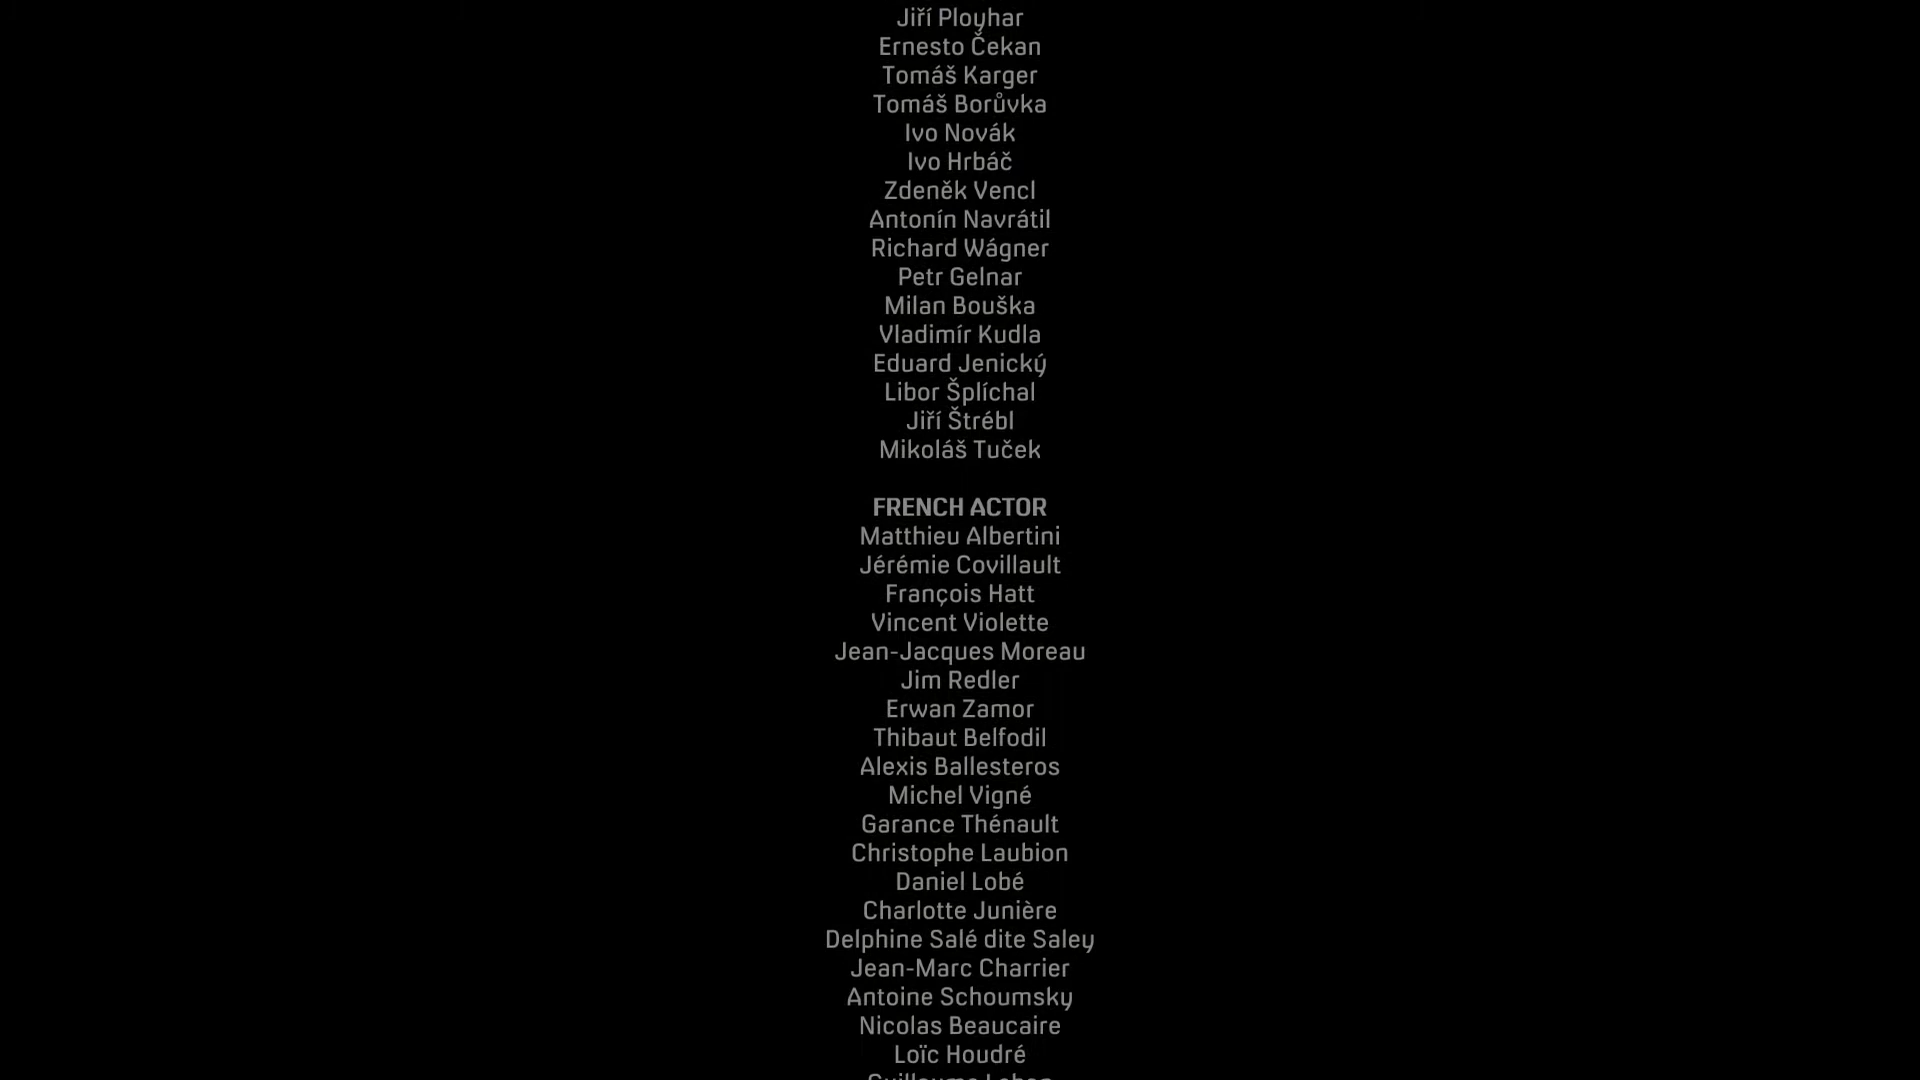 Jiří Ployhar
Ernesto Čekan
Tomáš Karger
Tomáš Borůvka
Ivo Novák
Ivo Hrbáč
Zdeněk Vencl
Antonín Navrátil
Richard Wágner
Petr Gelnar
Milan Bouška
Vladimír Kudla
Eduard Jenický
Libor Šplíchal
Jiří Štrébl
Mikoláš Tuček
FRENCH ACTOR
Matthieu Albertini
Jérémie Covillault
François Hatt
Vincent Violette
Jean-Jacques Moreau
Jim Redler
Erwan Zamor
Thibaut Belfodil
Alexis Ballesteros
Michel Vigné
Garance Thénault
Christophe Laubion
Daniel Lobé
Charlotte Junière
Delphine Salé dite Saley
Jean-Marc Charrier
Antoine Schoumsky
Nicolas Beaucaire
Loïc Houdré